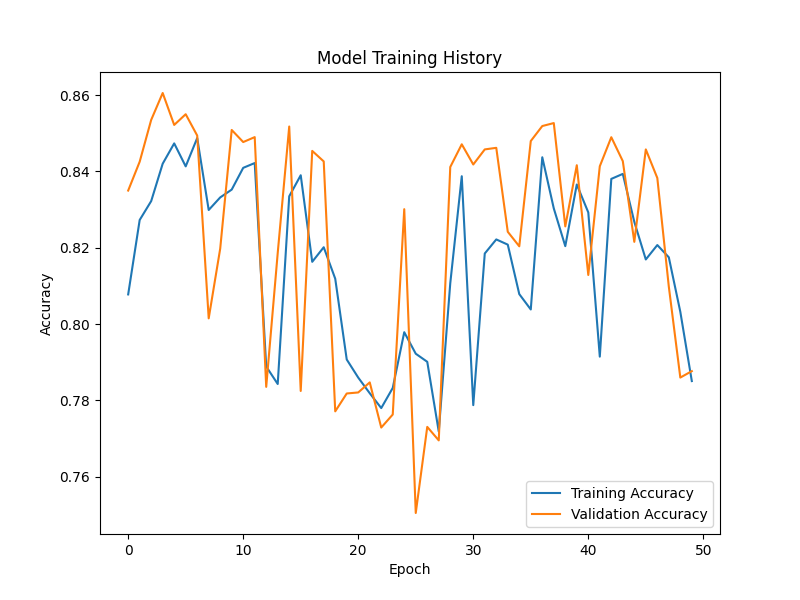 Model Training History
Accuracy
0.86
0.84
0.82
0.80
0.78
0.76
0 10 20 30 40 50
Epoch
Training Accuracy
Validation Accuracy